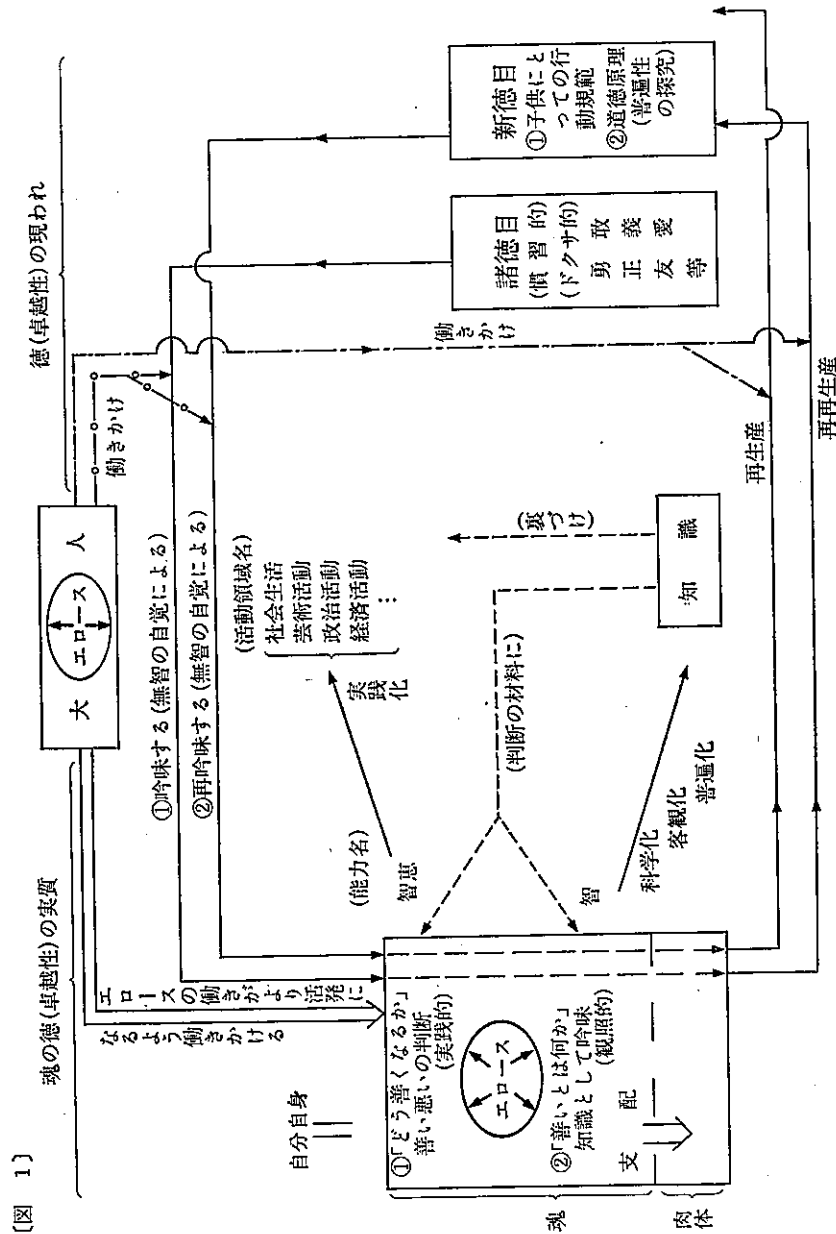 〔図 1〕
魂の徳(卓越性)の実質
徳(卓越性)の現われ
大 人
エロース
エロースの働きがより活発に
なるよう働きかける
働きかけ
働きかけ
①吟味する(無智の自覚による)
②再吟味する(無智の自覚による)
自分自身
①「どう善くなるか」
善い悪いの判断
(実践的)
エロース
②「善いとは何か」
知識として吟味
(観照的)
支 配
魂
肉体
(能力名)
智恵
智
実践化
(活動領域名)
社会生活
芸術活動
政治活動
経済活動
⋮
(判断の材料に)
(裏づけ)
科学化
客観化
普遍化
知 識
諸徳目
(慣習的)
(ドクサ的)
勇 敢
正 義
友 愛
等
新徳目
①子供にと
っての行
動規範
②道徳原理
(普遍性
の探究)
再生産
再再生産